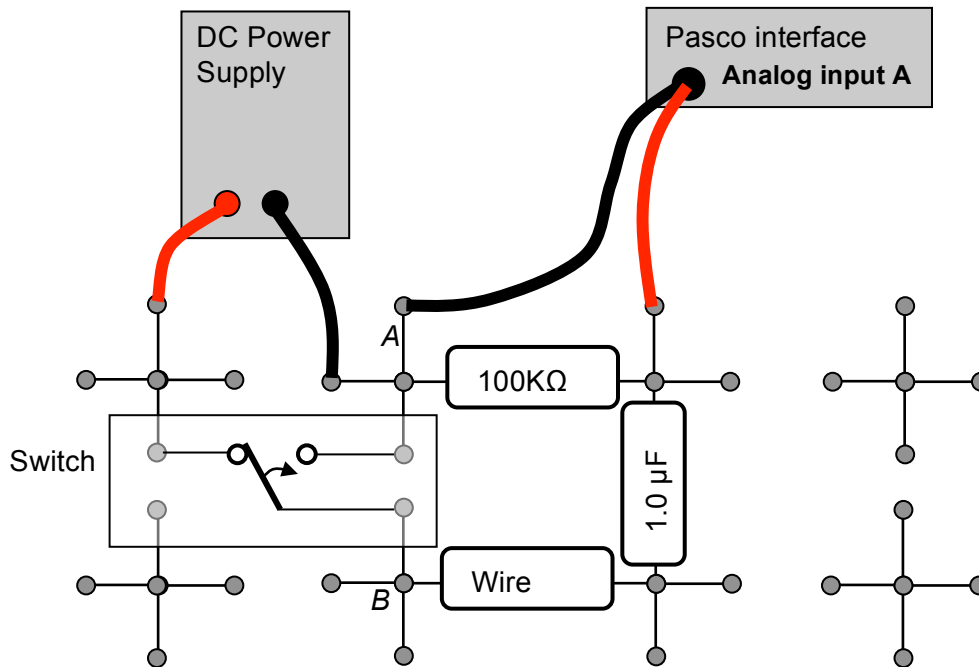 DC Power
Supply
Pasco interface
Analog input A
A
100KΩ
Switch
1.0 µF
B
Wire